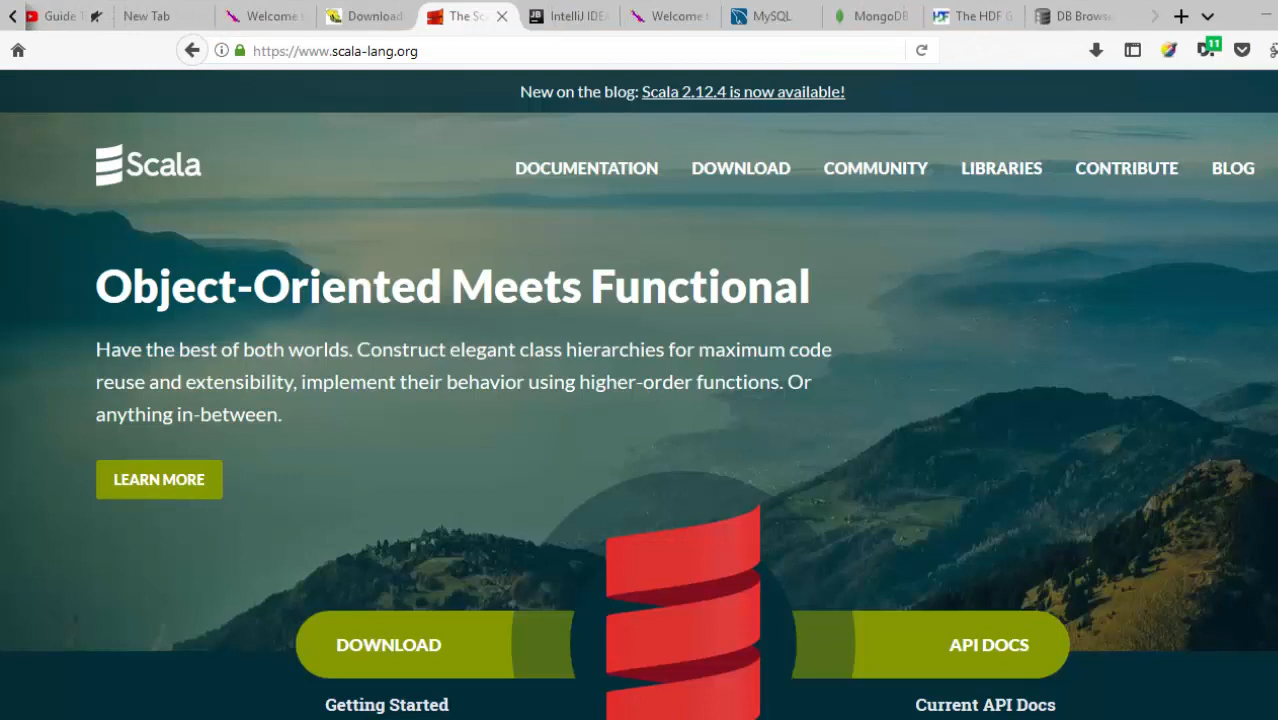 Guide
New Tab
Welcome
Download
The Sc
IntelliJ IDE
Welcome
MySQL
MongoDB
The HDF G
DB Brows
https://www.scala-lang.org
11
New on the blog: Scala 2.12.4 is now available!
Scala
DOCUMENTATION
DOWNLOAD
COMMUNITY
LIBRARIES
CONTRIBUTE
BLOG
Object-Oriented Meets Functional
Have the best of both worlds. Construct elegant class hierarchies for maximum code
reuse and extensibility, implement their behavior using higher-order functions. Or
anything in-between.
LEARN MORE
DOWNLOAD
API DOCS
Getting Started
Current API Docs